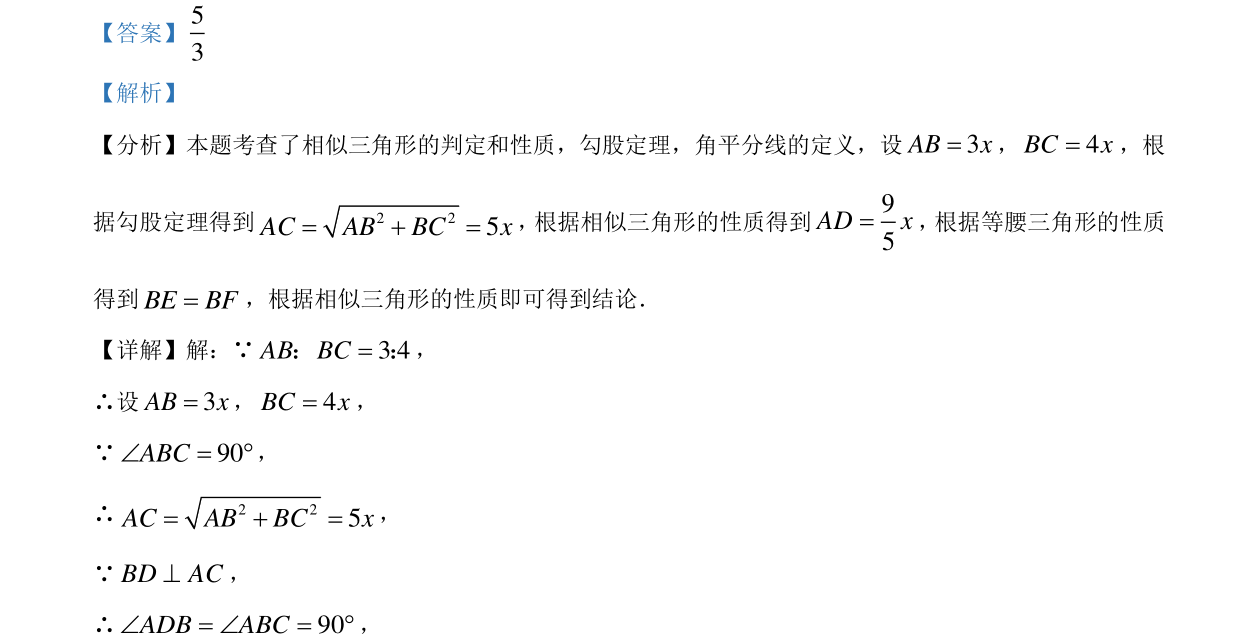 【答案】5/3
【解析】
【分析】本题考查了相似三角形的判定和性质，勾股定理，角平分线的定义，设 AB = 3x，BC = 4x，根
据勾股定理得到 AC = √(AB² + BC²) = 5x，根据相似三角形的性质得到 AD = 9/5 x，根据等腰三角形的性质
得到 BE = BF，根据相似三角形的性质即可得到结论．
【详解】解：∵ AB：BC = 3:4，
∴设 AB = 3x，BC = 4x，
∵ ∠ABC = 90°，
∴ AC = √(AB² + BC²) = 5x，
∵ BD ⊥ AC，
∴ ∠ADB = ∠ABC = 90°，